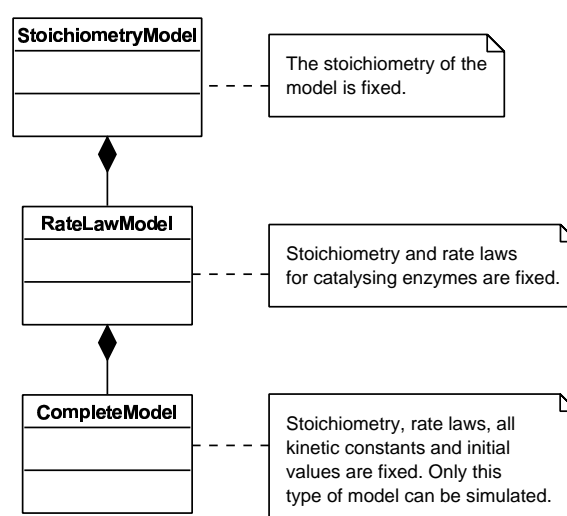 StoichiometryModel
The stoichiometry of the
model is fixed.
RateLawModel
Stoichiometry and rate laws
for catalysing enzymes are fixed.
CompleteModel
Stoichiometry, rate laws, all
kinetic constants and initial
values are fixed. Only this
type of model can be simulated.